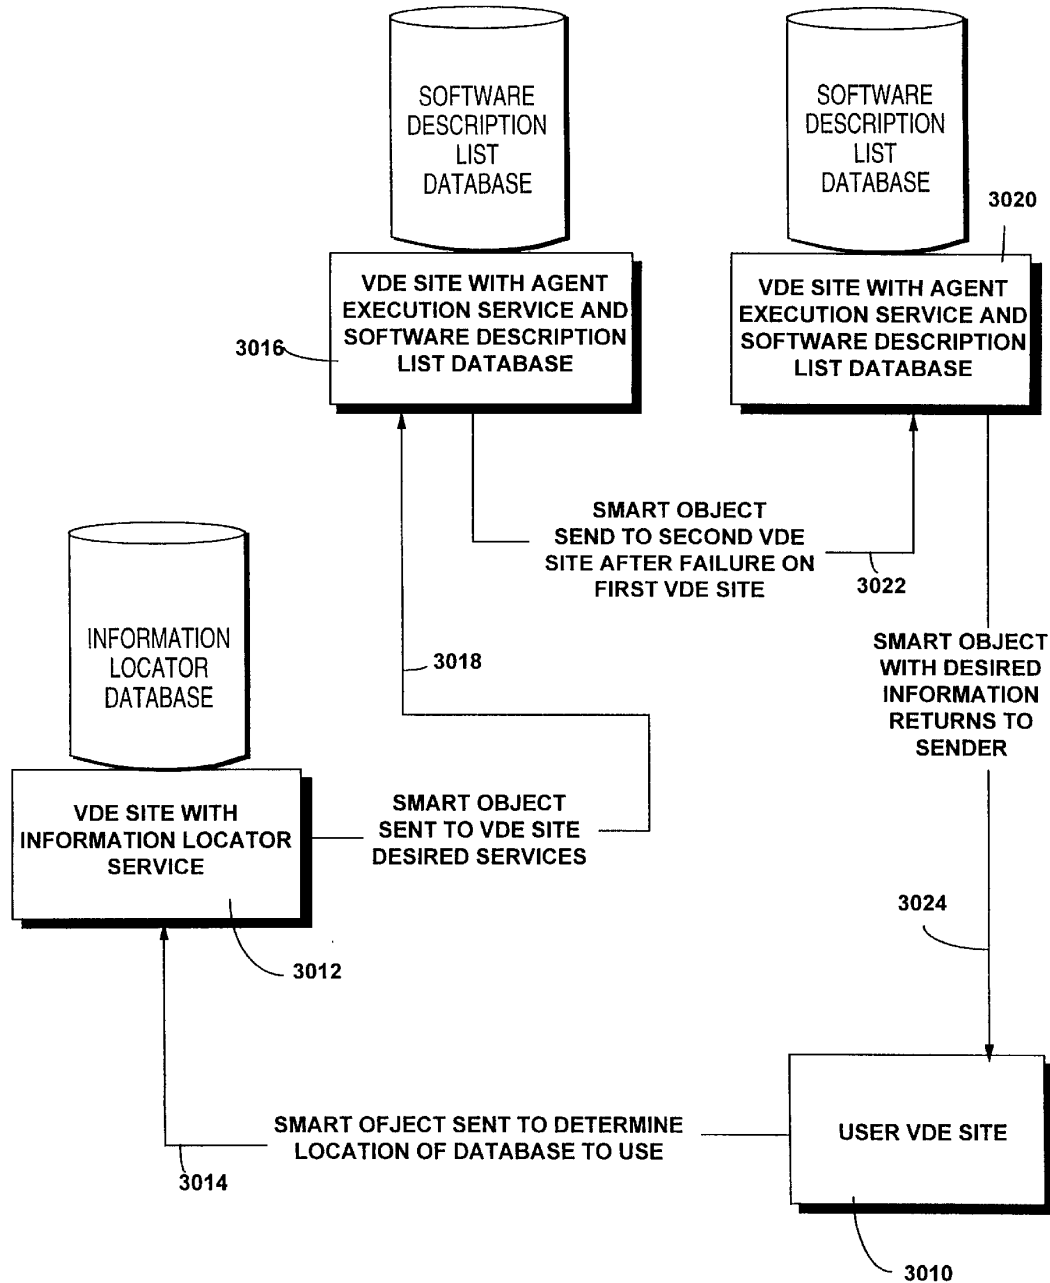 SOFTWARE
DESCRIPTION
LIST
DATABASE
SOFTWARE
DESCRIPTION
LIST
DATABASE
3020
VDE SITE WITH AGENT
EXECUTION SERVICE AND
SOFTWARE DESCRIPTION
LIST DATABASE
3016
VDE SITE WITH AGENT
EXECUTION SERVICE AND
SOFTWARE DESCRIPTION
LIST DATABASE
SMART OBJECT
SEND TO SECOND VDE
SITE AFTER FAILURE ON
FIRST VDE SITE
3022
INFORMATION
LOCATOR
DATABASE
3018
SMART OBJECT
WITH DESIRED
INFORMATION
RETURNS TO
SENDER
VDE SITE WITH
INFORMATION LOCATOR
SERVICE
SMART OBJECT
SENT TO VDE SITE
DESIRED SERVICES
3024
3012
SMART OFJECT SENT TO DETERMINE
LOCATION OF DATABASE TO USE
3014
USER VDE SITE
3010